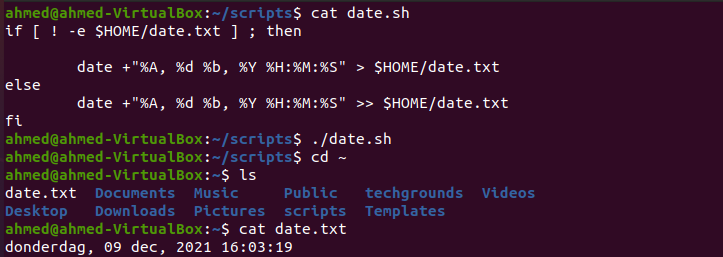 ahmed@ahmed-VirtualBox:~/scripts$ cat date.sh
if [ ! -e $HOME/date.txt ] ; then
        date +"%A, %d %b, %Y %H:%M:%S" > $HOME/date.txt
else
        date +"%A, %d %b, %Y %H:%M:%S" >> $HOME/date.txt
fi
ahmed@ahmed-VirtualBox:~/scripts$ ./date.sh
ahmed@ahmed-VirtualBox:~/scripts$ cd ~
ahmed@ahmed-VirtualBox:~$ ls
date.txt  Documents  Music     Public   techgrounds  Videos
Desktop   Downloads  Pictures  scripts  Templates
ahmed@ahmed-VirtualBox:~$ cat date.txt
donderdag, 09 dec, 2021 16:03:19